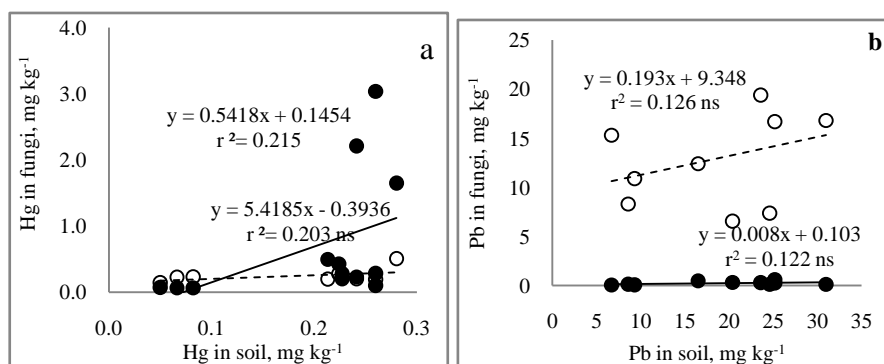 4.0
3.0
2.0
1.0
0.0
0.0
0.1
0.2
0.3
Hg in fungi, mg kg⁻¹
Hg in soil, mg kg⁻¹
a
y = 0.5418x + 0.1454
r ²= 0.215
y = 5.4185x - 0.3936
r ²= 0.203 ns
25
20
15
10
5
0
0
5
10
15
20
25
30
35
Pb in fungi, mg kg⁻¹
Pb in soil, mg kg⁻¹
b
y = 0.193x + 9.348
r² = 0.126 ns
y = 0.008x + 0.103
r² = 0.122 ns